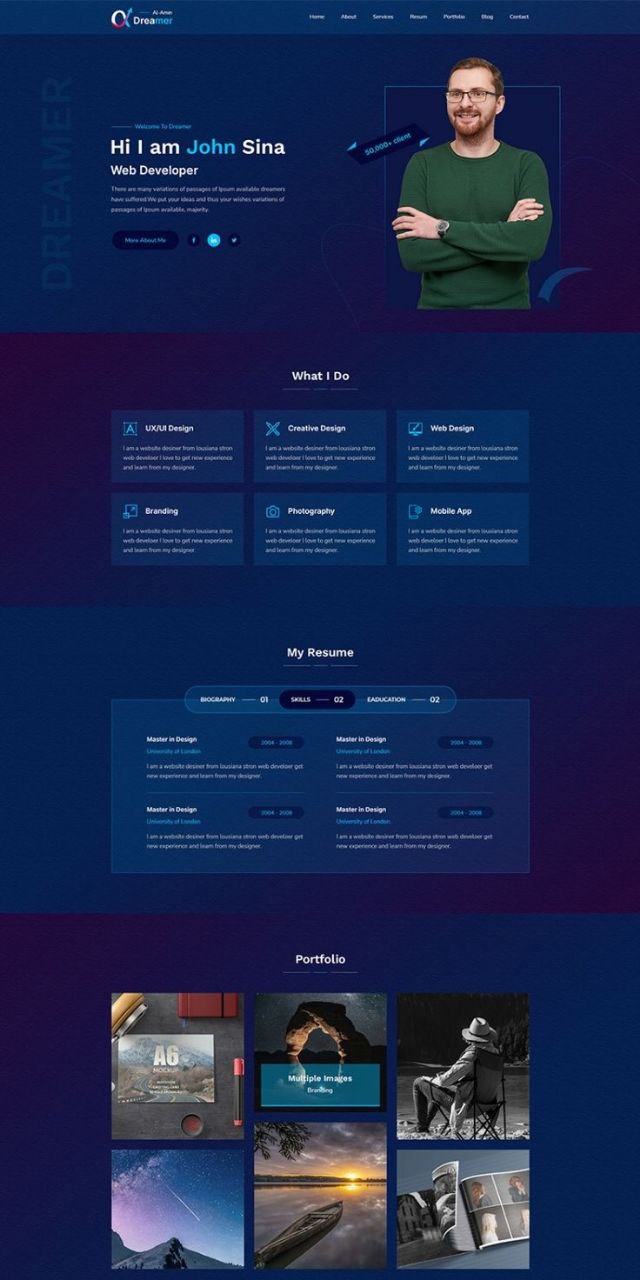 Al-Amin
Dreamer
Home About Services Resum Portfolio Blog Contact
DREAMER
Welcome To Dreamer
Hi I am John Sina
Web Developer
There are many variations of passages of Ipsum available dreamers
have suffered.We put your ideas and thus your wishes variations of
passages of Ipsum available, majority.
More About Me
50,000+ client
What I Do
UX/UI Design
I am a website desiner from lousiana stron
web develoer I love to get new experience
and learn from my designer.
Creative Design
I am a website desiner from lousiana stron
web develoer I love to get new experience
and learn from my designer.
Web Design
I am a website desiner from lousiana stron
web develoer I love to get new experience
and learn from my designer.
Branding
I am a website desiner from lousiana stron
web develoer I love to get new experience
and learn from my designer.
Photography
I am a website desiner from lousiana stron
web develoer I love to get new experience
and learn from my designer.
Mobile App
I am a website desiner from lousiana stron
web develoer I love to get new experience
and learn from my designer.
My Resume
BIOGRAPHY 01 SKILLS 02 EADUCATION 02
Master in Design
2004 - 2008
University of London
I am a website desiner from lousiana stron web develoer get
new experience and learn from my designer.
Master in Design
2004 - 2008
University of London
I am a website desiner from lousiana stron web develoer get
new experience and learn from my designer.
Master in Design
2004 - 2008
University of London
I am a website desiner from lousiana stron web develoer get
new experience and learn from my designer.
Master in Design
2004 - 2008
University of London
I am a website desiner from lousiana stron web develoer get
new experience and learn from my designer.
Portfolio
A6
MOCKUP
Multiple Images
Branding